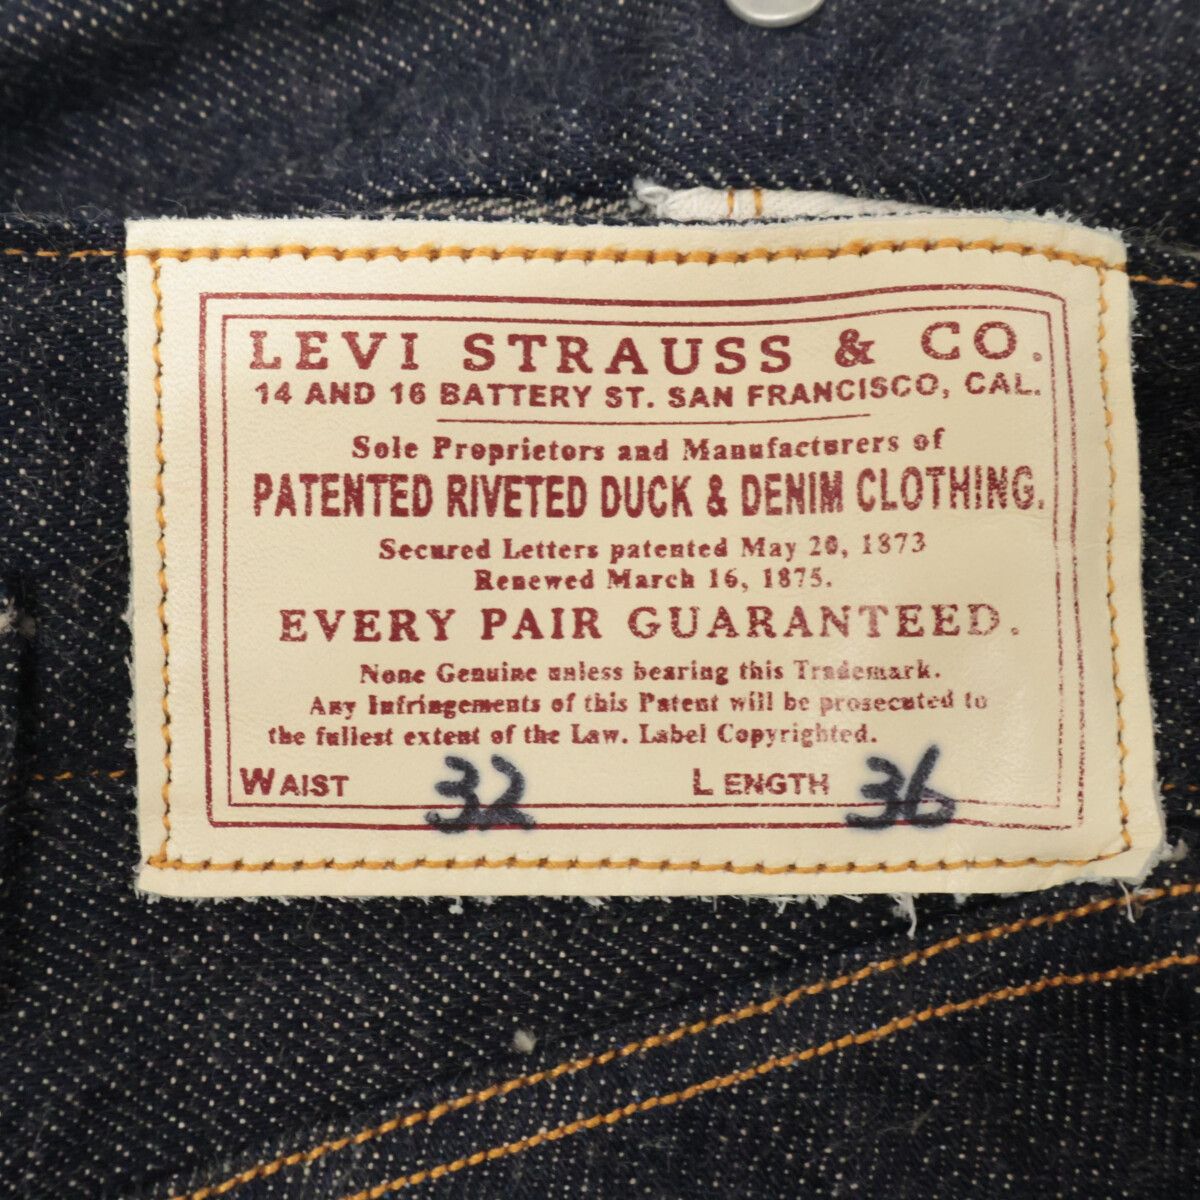 LEVI STRAUSS & CO.
14 AND 16 BATTERY ST. SAN FRANCISCO, CAL.
Sole Proprietors and Manufacturers of
PATENTED RIVETED DUCK & DENIM CLOTHING.
Secured Letters patented May 20, 1873
Renewed March 16, 1875.
EVERY PAIR GUARANTEED.
None Genuine unless bearing this Trademark.
Any Infringements of this Patent will be prosecuted to
the fullest extent of the Law. Label Copyrighted.
WAIST 32 LENGTH 36